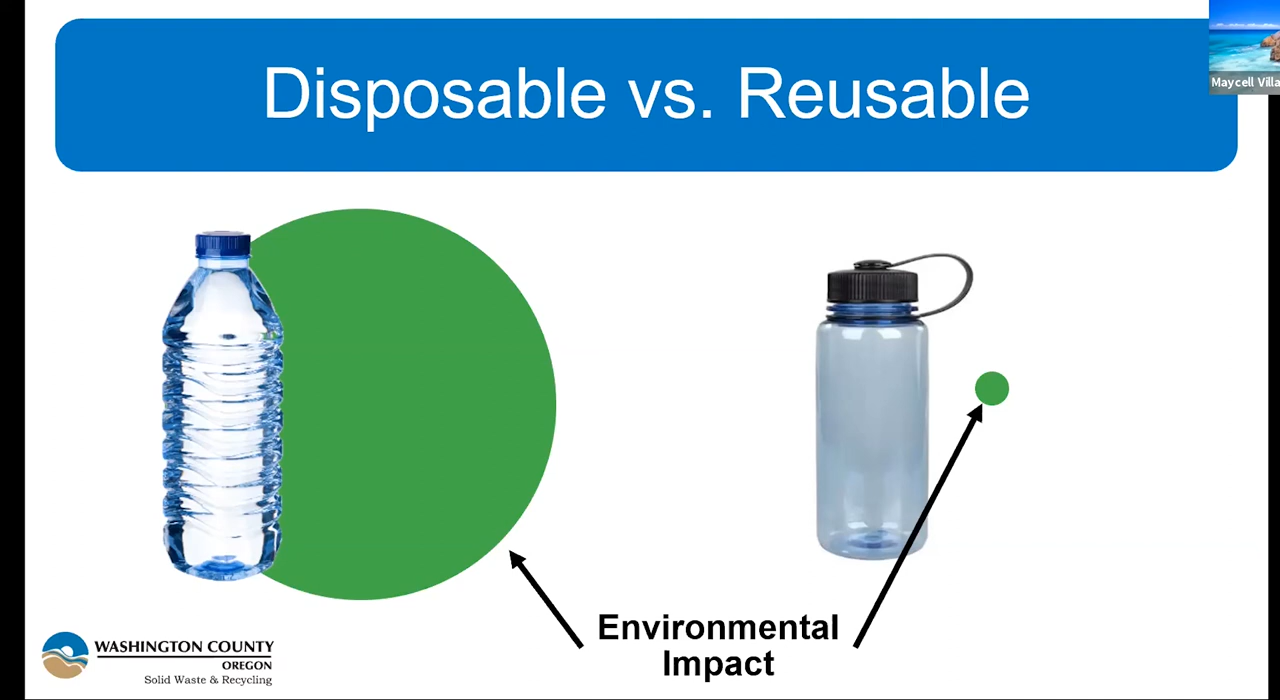 Disposable vs. Reusable
Maycell Villa
Environmental
Impact
WASHINGTON COUNTY
OREGON
Solid Waste & Recycling